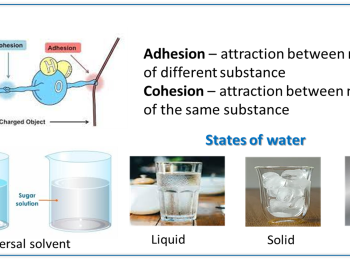 ohesion
Adhesion
H
O
Charged Object
Adhesion – attraction between
of different substance
Cohesion – attraction between
of the same substance
States of water
Sugar
solution
ersal solvent
Liquid
Solid